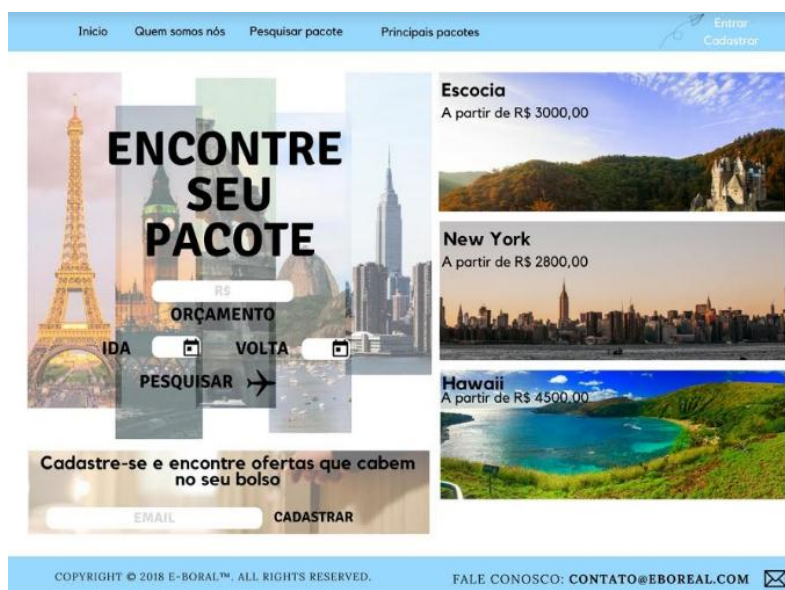 Inicio Quem somos nós Pesquisar pacote Principais pacotes
Entrar
Cadastrar
ENCONTRE
SEU
PACOTE
R$
ORÇAMENTO
IDA VOLTA
PESQUISAR
Cadastre-se e encontre ofertas que cabem
no seu bolso
EMAIL CADASTRAR
Escocia
A partir de R$ 3000,00
New York
A partir de R$ 2800,00
Hawaii
A partir de R$ 4500,00
COPYRIGHT © 2018 E-BORAL™. ALL RIGHTS RESERVED.
FALE CONOSCO: CONTATO@EBOREAL.COM